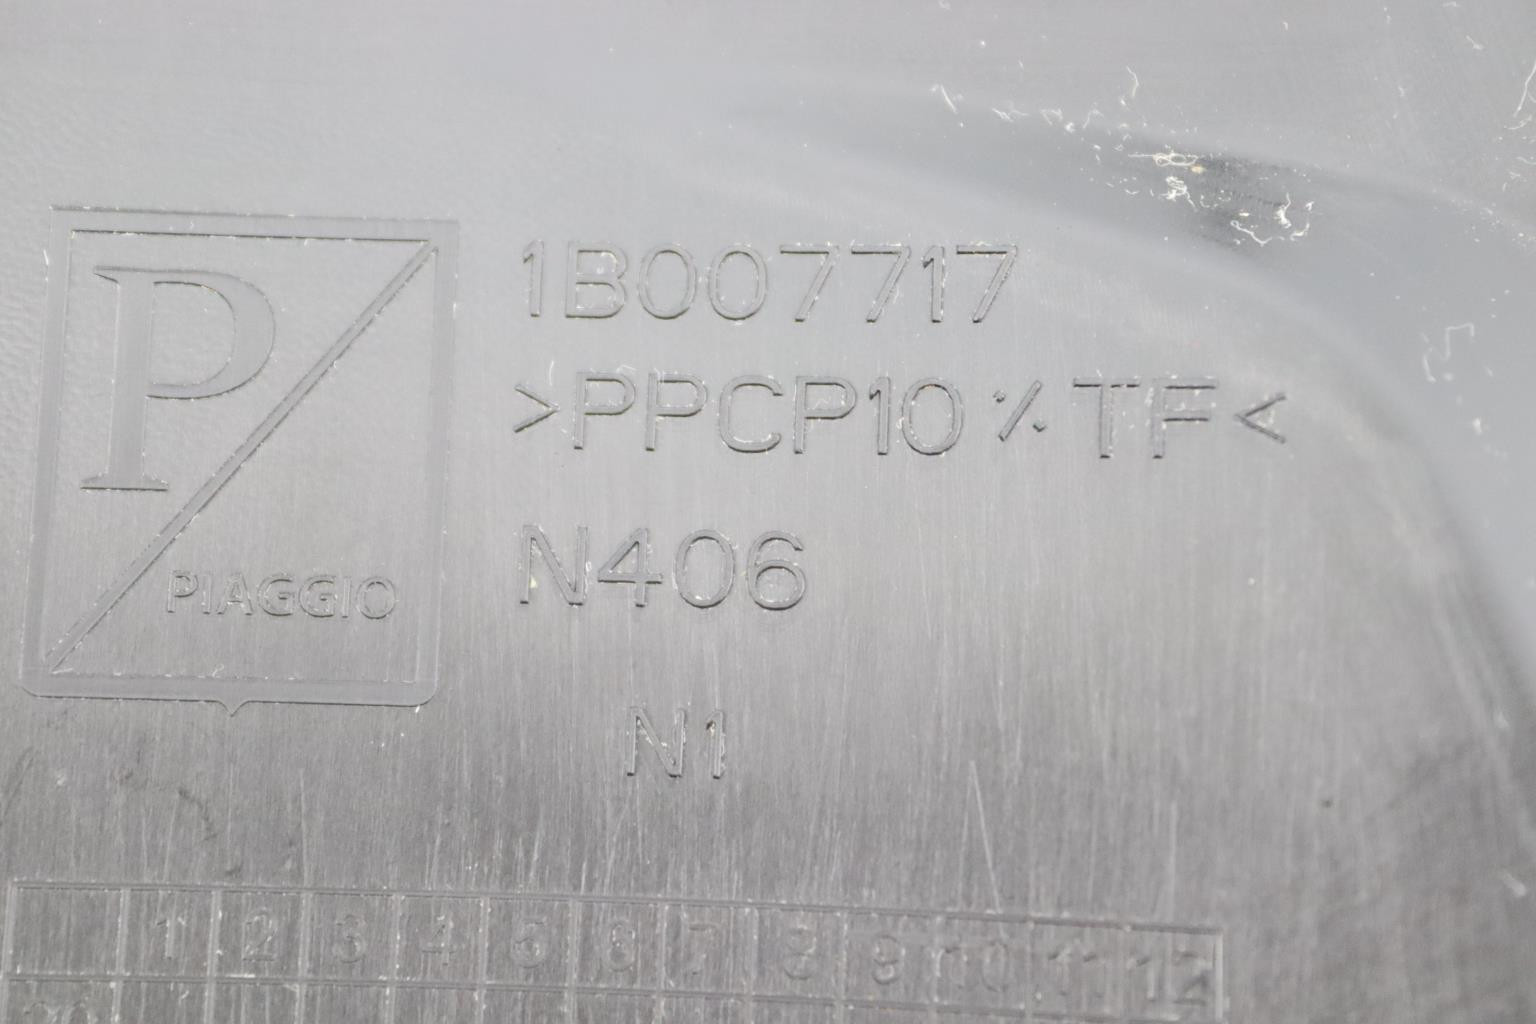 P
PIAGGIO
1B007717
>PPCP10%TF<
N406
N1
1 2 3 4 5 6 7 8 9 10 11 12